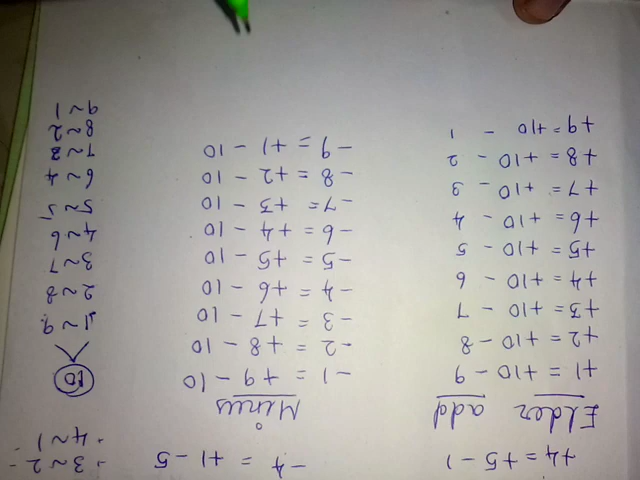 +4 = +5 - 1    -4 = +1 - 5    3 ~ 2
4 ~ 1
Elder add    Minus    10
+1 = +10 - 9    -1 = +9 - 10
+2 = +10 - 8    -2 = +8 - 10    1 ~ 9
+3 = +10 - 7    -3 = +7 - 10    2 ~ 8
+4 = +10 - 6    -4 = +6 - 10    3 ~ 7
+5 = +10 - 5    -5 = +5 - 10    4 ~ 6
+6 = +10 - 4    -6 = +4 - 10    5 ~ 5
+7 = +10 - 3    -7 = +3 - 10    6 ~ 4
+8 = +10 - 2    -8 = +2 - 10    7 ~ 3
+9 = +10 - 1    -9 = +1 - 10    8 ~ 2
9 ~ 1